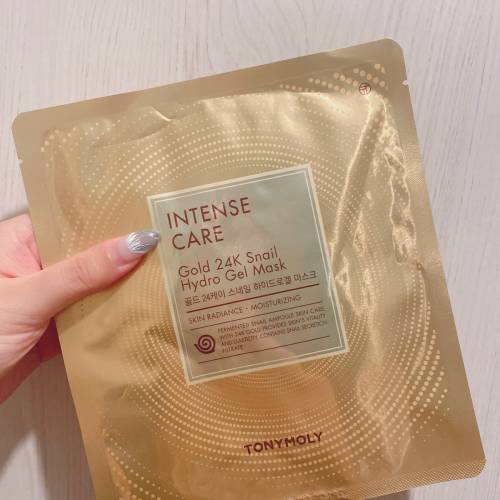 INTENSE
CARE
Gold 24K Snail
Hydro Gel Mask
골드 24케이 스네일 하이드로겔 마스크
SKIN RADIANCE · MOISTURIZING
FERMENTED SNAIL AMPOULE SKIN CARE
WITH 24K GOLD PROVIDES SKIN'S VITALITY
AND ELASTICITY. CONTAINS SNAIL SECRETION
FILTRATE
TONYMOLY